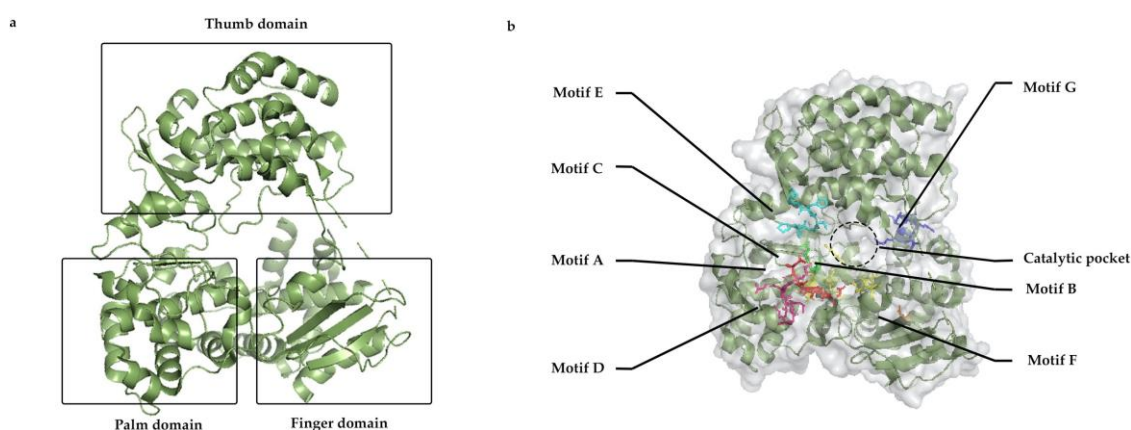 a
Thumb domain
Palm domain
Finger domain
b
Motif E
Motif C
Motif A
Motif D
Motif G
Catalytic pocket
Motif B
Motif F